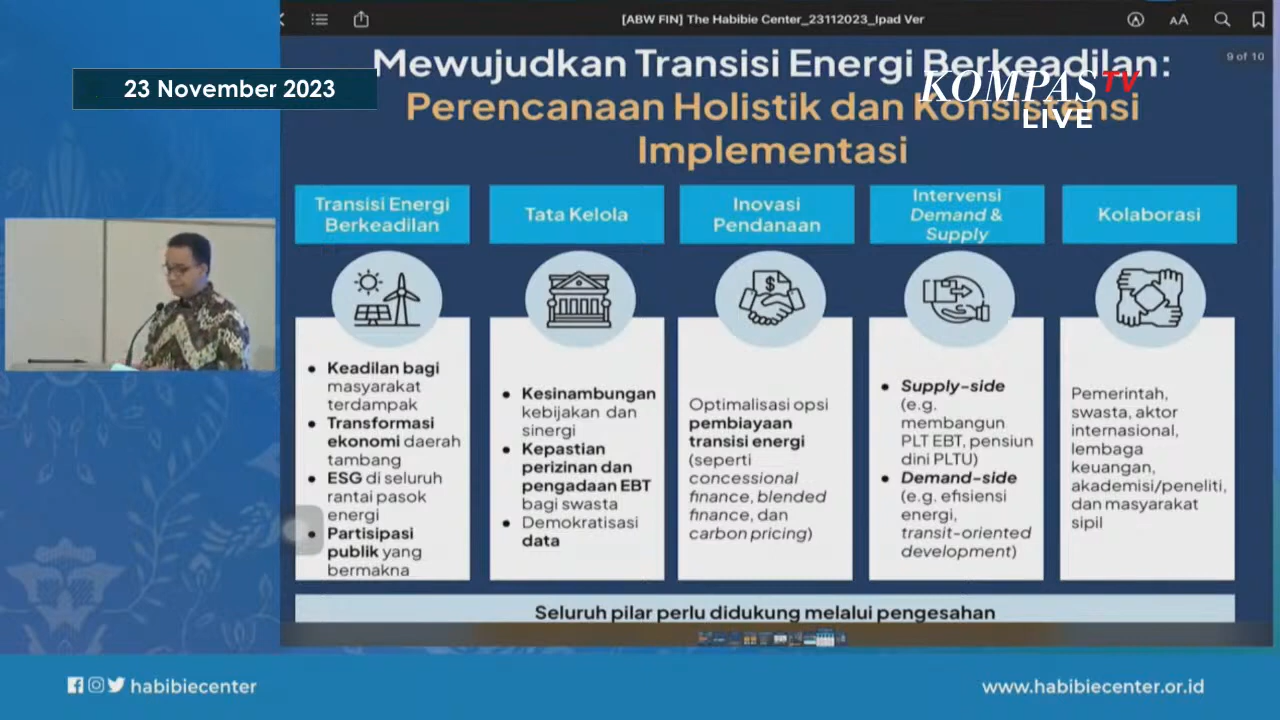 [ABW FIN] The Habibie Center_23112023_Ipad Ver
AA
9 of 10
23 November 2023
KOMPAS TV
LIVE
Mewujudkan Transisi Energi Berkeadilan:
Perencanaan Holistik dan Konsistensi
Implementasi
Transisi Energi
Berkeadilan
• Keadilan bagi
masyarakat
terdampak
• Transformasi
ekonomi daerah
tambang
• ESG di seluruh
rantai pasok
energi
• Partisipasi
publik yang
bermakna
Tata Kelola
• Kesinambungan
kebijakan dan
sinergi
• Kepastian
perizinan dan
pengadaan EBT
bagi swasta
• Demokratisasi
data
Inovasi
Pendanaan
$
Optimalisasi opsi
pembiayaan
transisi energi
(seperti
concessional
finance, blended
finance, dan
carbon pricing)
Intervensi
Demand &
Supply
• Supply-side
(e.g.
membangun
PLT EBT, pensiun
dini PLTU)
• Demand-side
(e.g. efisiensi
energi,
transit-oriented
development)
Kolaborasi
Pemerintah,
swasta, aktor
internasional,
lembaga
keuangan,
akademisi/peneliti,
dan masyarakat
sipil
Seluruh pilar perlu didukung melalui pengesahan
habibiecenter
www.habibiecenter.or.id